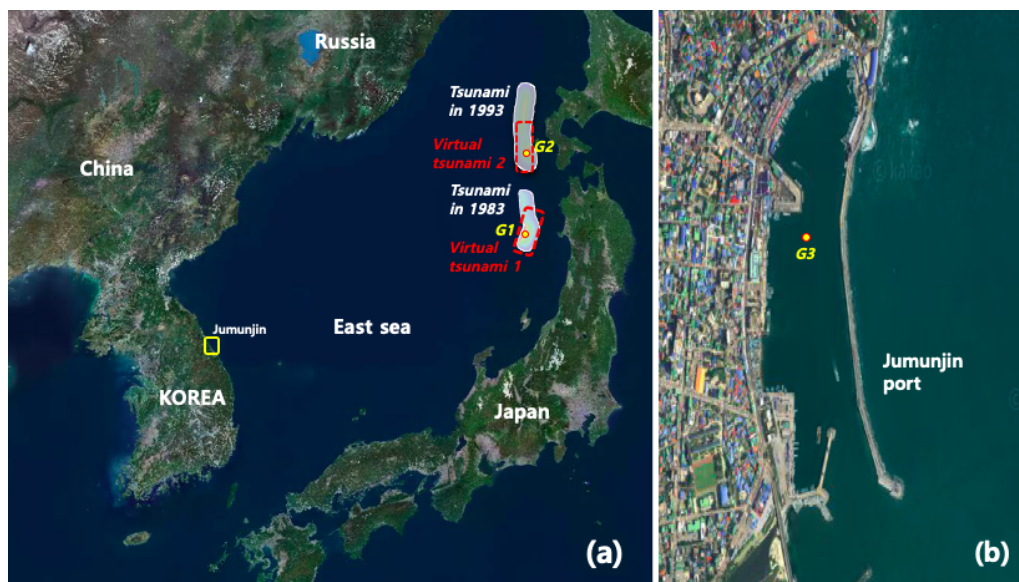 Russia
Tsunami
in 1993
China
Virtual
tsunami 2
G2
Tsunami
in 1983
G1
Virtual
tsunami 1
Jumunjin
East sea
KOREA
Japan
(a)
kakao
G3
Jumunjin
port
(b)